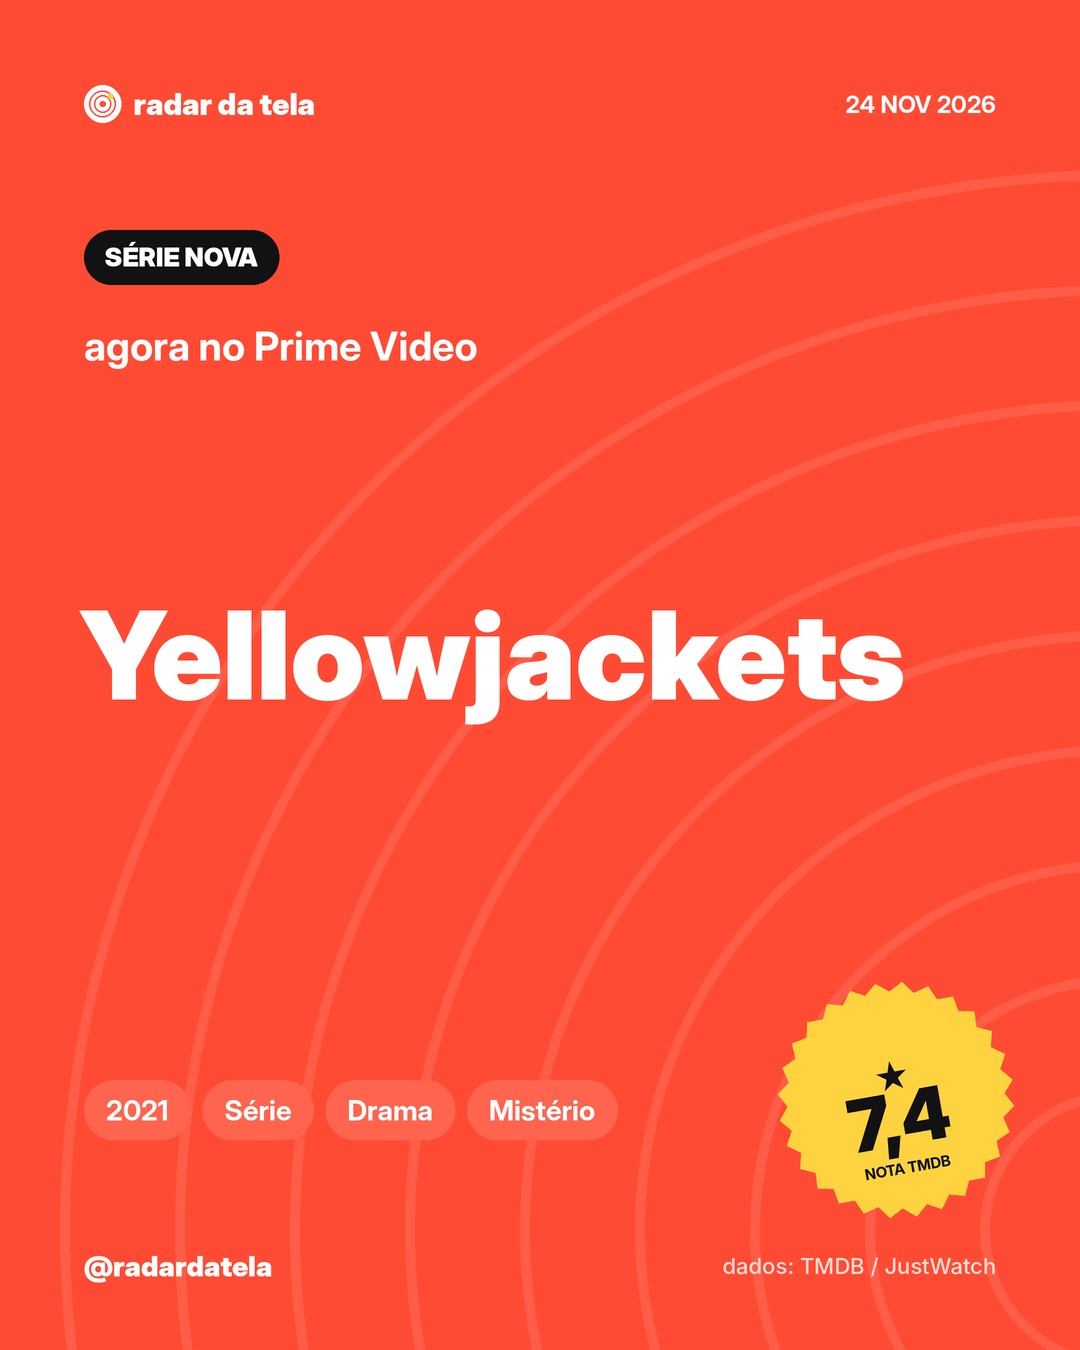 radar da tela
24 NOV 2026
SÉRIE NOVA
agora no Prime Video
Yellowjackets
2021
Série
Drama
Mistério
★
7,4
NOTA TMDB
@radardatela
dados: TMDB / JustWatch